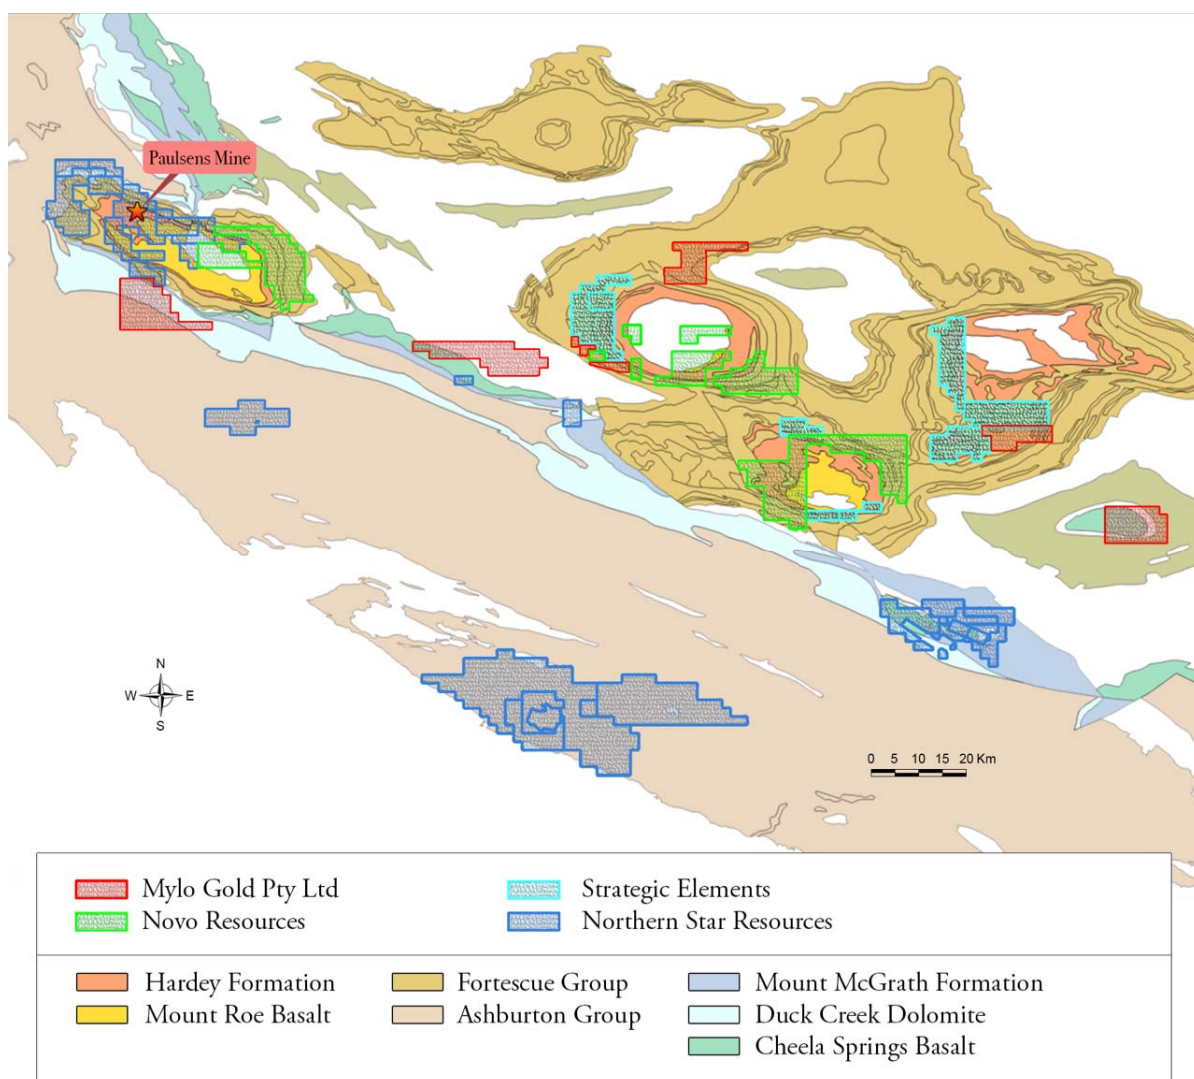 Paulsens Mine
N
W E
S
0 5 10 15 20 Km
Mylo Gold Pty Ltd
Strategic Elements
Novo Resources
Northern Star Resources
Hardey Formation
Fortescue Group
Mount McGrath Formation
Mount Roe Basalt
Ashburton Group
Duck Creek Dolomite
Cheela Springs Basalt